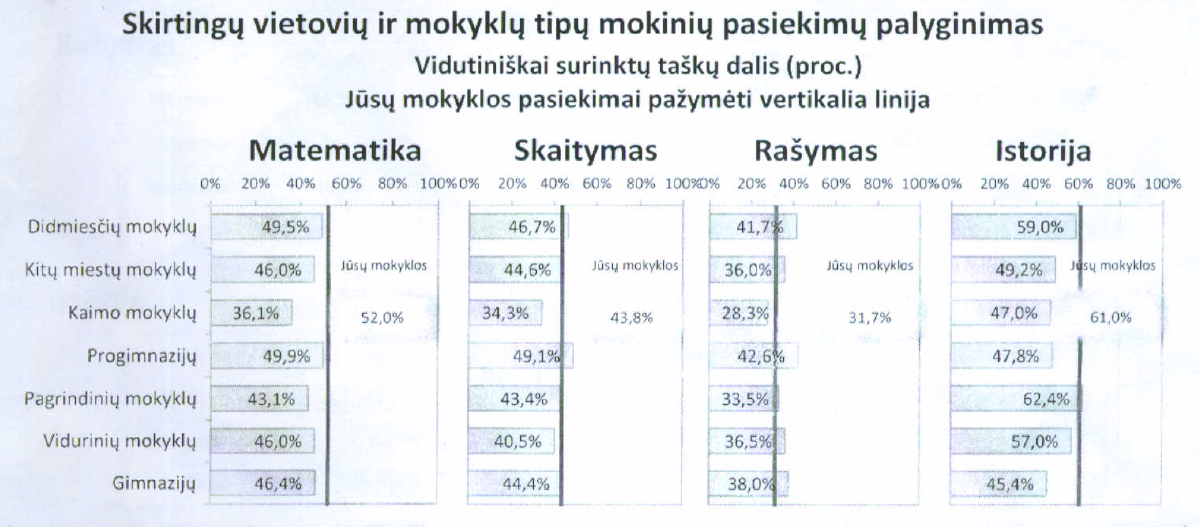 Skirtingų vietovių ir mokyklų tipų mokinių pasiekimų palyginimas
Vidutiniškai surinktų taškų dalis (proc.)
Jūsų mokyklos pasiekimai pažymėti vertikalia linija
Matematika Skaitymas Rašymas Istorija
0% 20% 40% 60% 80% 100% 0% 20% 40% 60% 80% 100% 0% 20% 40% 60% 80% 100% 0% 20% 40% 60% 80% 100%
Didmiesčių mokyklų 49,5% 46,7% 41,7% 59,0%
Kitų miestų mokyklų 46,0% Jūsų mokyklos 44,6% Jūsų mokyklos 36,0% Jūsų mokyklos 49,2% Jūsų mokyklos
Kaimo mokyklų 36,1% 52,0% 34,3% 43,8% 28,3% 31,7% 47,0% 61,0%
Progimnazijų 49,9% 49,1% 42,6% 47,8%
Pagrindinių mokyklų 43,1% 43,4% 33,5% 62,4%
Vidurinių mokyklų 46,0% 40,5% 36,5% 57,0%
Gimnazijų 46,4% 44,4% 38,0% 45,4%